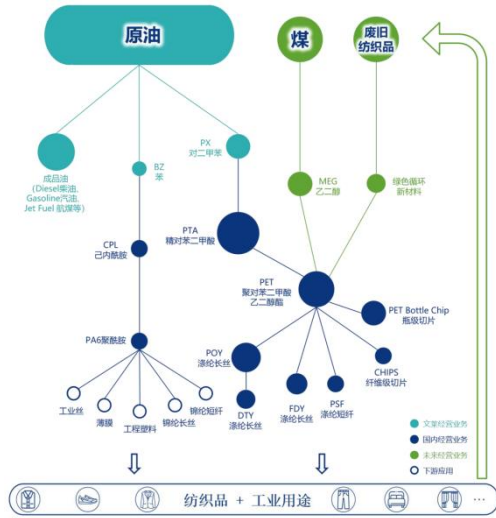 原油
煤
废旧
纺织品
成品油
(Diesel柴油,
Gasoline汽油,
Jet Fuel 航煤等)
BZ
苯
PX
对二甲苯
MEG
乙二醇
绿色循环
新材料
CPL
己内酰胺
PTA
精对苯二甲酸
PET
聚对苯二甲酸
乙二醇酯
PET Bottle Chip
瓶级切片
PA6聚酰胺
POY
涤纶长丝
CHIPS
纤维级切片
工业丝
薄膜
工程塑料
锦纶长丝
锦纶短纤
DTY
涤纶长丝
FDY
涤纶长丝
PSF
涤纶短纤
文莱经营业务
国内经营业务
未来经营业务
下游应用
纺织品 + 工业用途
...